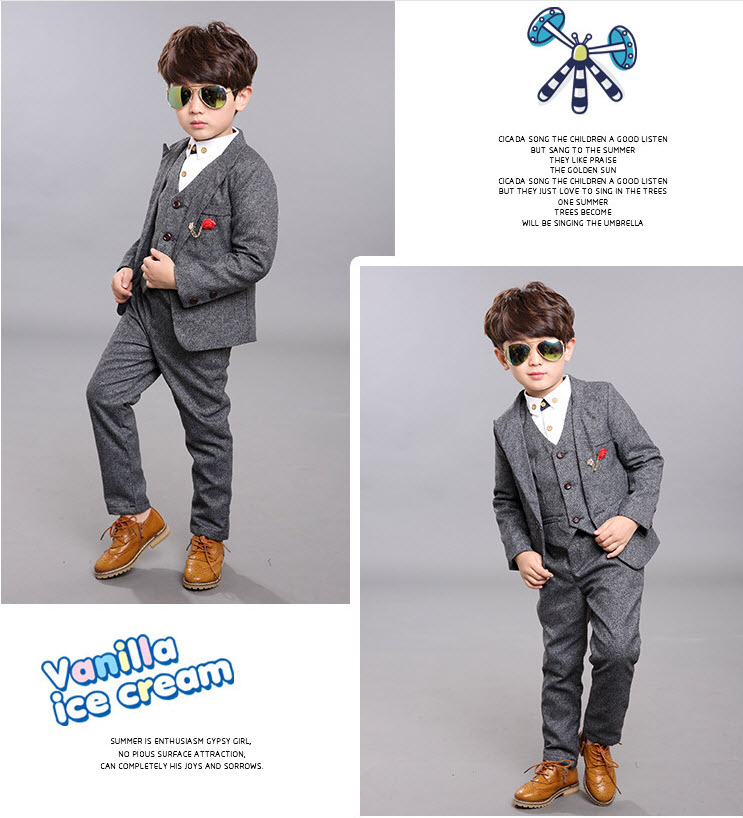 CICADA SONG THE CHILDREN A GOOD LISTEN
BUT SANG TO THE SUMMER
THEY LIKE PRAISE
THE GOLDEN SUN
CICADA SONG THE CHILDREN A GOOD LISTEN
BUT THEY JUST LOVE TO SING IN THE TREES
ONE SUMMER
TREES BECOME
WILL BE SINGING THE UMBRELLA
Vanilla
ice cream
SUMMER IS ENTHUSIASM GYPSY GIRL,
NO PIOUS SURFACE ATTRACTION,
CAN COMPLETELY HIS JOYS AND SORROWS.